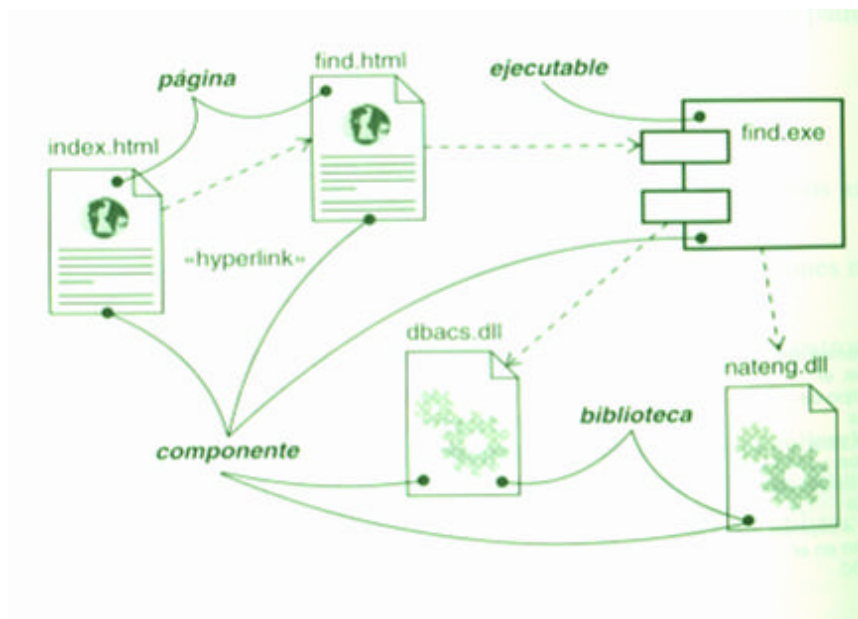 find.html
página
ejecutable
find.exe
index.html
«hyperlink»
dbacs.dll
nateng.dll
biblioteca
componente